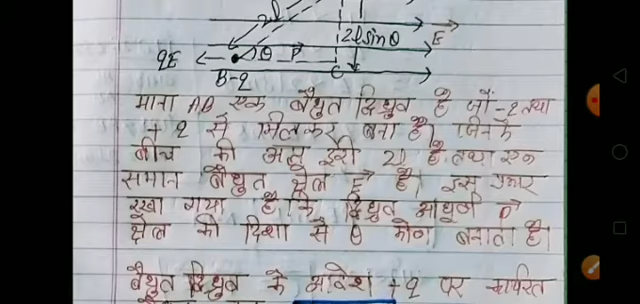 2l
2l sinθ
E
qE
θ
P
B-q
C
माना AB एक वैधुत द्विध्रुव है जो -q तथा
+q से मिलकर बना है। जिनके
बीच की अल्प दूरी 2l है तथा एक
समान वैधुत क्षेत्र E में है। इस प्रकार
रखा गया है कि द्विध्रुव आघूर्ण P
क्षेत्र की दिशा से θ कोण बनाता है।
वैधुत द्विध्रुव के आवेश +q पर कार्यरत